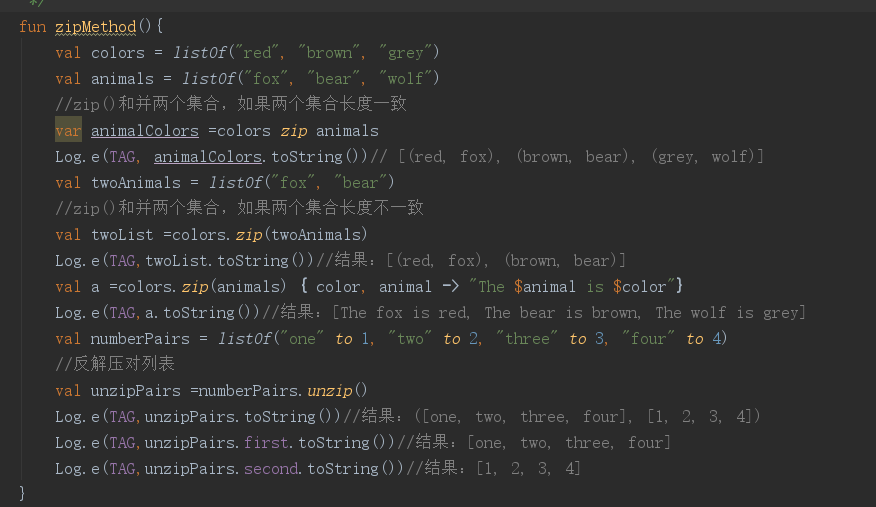 */
fun zipMethod(){
val colors = listOf("red", "brown", "grey")
val animals = listOf("fox", "bear", "wolf")
//zip()和并两个集合，如果两个集合长度一致
var animalColors =colors zip animals
Log.e(TAG, animalColors.toString())// [(red, fox), (brown, bear), (grey, wolf)]
val twoAnimals = listOf("fox", "bear")
//zip()和并两个集合，如果两个集合长度不一致
val twoList =colors.zip(twoAnimals)
Log.e(TAG,twoList.toString())//结果：[(red, fox), (brown, bear)]
val a =colors.zip(animals) { color, animal -> "The $animal is $color"}
Log.e(TAG,a.toString())//结果：[The fox is red, The bear is brown, The wolf is grey]
val numberPairs = listOf("one" to 1, "two" to 2, "three" to 3, "four" to 4)
//反解压对列表
val unzipPairs =numberPairs.unzip()
Log.e(TAG,unzipPairs.toString())//结果：([one, two, three, four], [1, 2, 3, 4])
Log.e(TAG,unzipPairs.first.toString())//结果：[one, two, three, four]
Log.e(TAG,unzipPairs.second.toString())//结果：[1, 2, 3, 4]
}